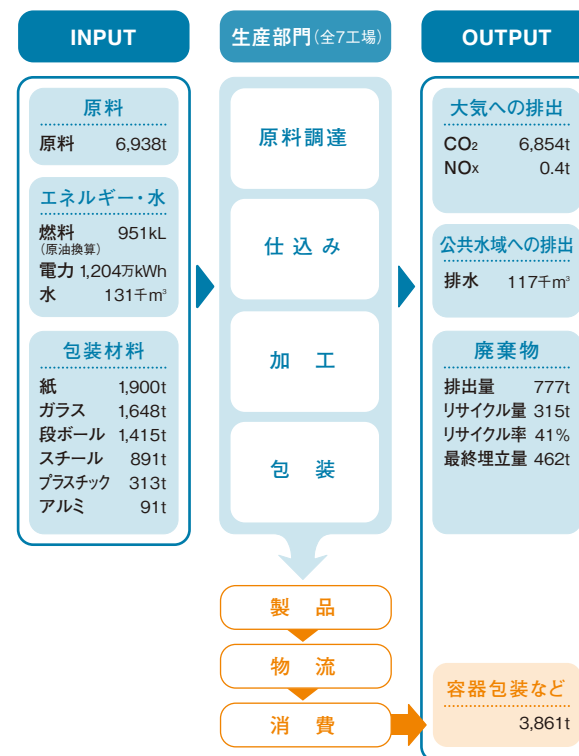 INPUT
原料
原料 6,938t
エネルギー・水
燃料 951kL
(原油換算)
電力 1,204万kWh
水 131千m³
包装材料
紙 1,900t
ガラス 1,648t
段ボール 1,415t
スチール 891t
プラスチック 313t
アルミ 91t
生産部門(全7工場)
原料調達
仕込み
加工
包装
製品
物流
消費
OUTPUT
大気への排出
CO₂ 6,854t
NOx 0.4t
公共水域への排出
排水 117千m³
廃棄物
排出量 777t
リサイクル量 315t
リサイクル率 41%
最終埋立量 462t
容器包装など
3,861t